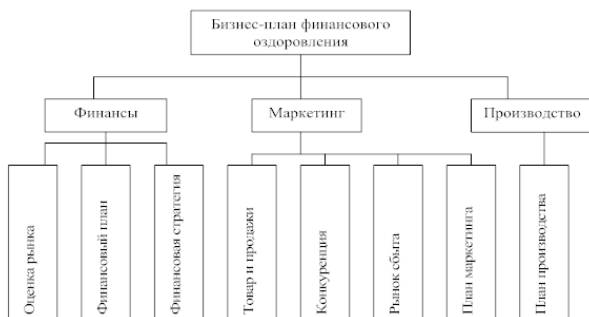 Бизнес-план финансового
оздоровления
Финансы
Маркетинг
Производство
Оценка рынка
Финансовый план
Финансовая стратегия
Товар и продажи
Конкуренция
Рынок сбыта
План маркетинга
План производства